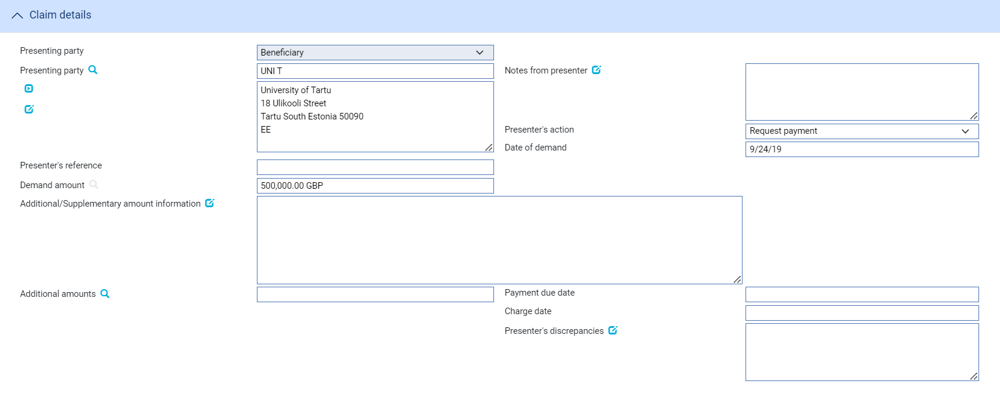 Claim details
Presenting party
Beneficiary
Presenting party
UNI T
Notes from presenter
University of Tartu
18 Ulikooli Street
Tartu South Estonia 50090
EE
Presenter's action
Request payment
Date of demand
9/24/19
Presenter's reference
Demand amount
500,000.00 GBP
Additional/Supplementary amount information
Additional amounts
Payment due date
Charge date
Presenter's discrepancies